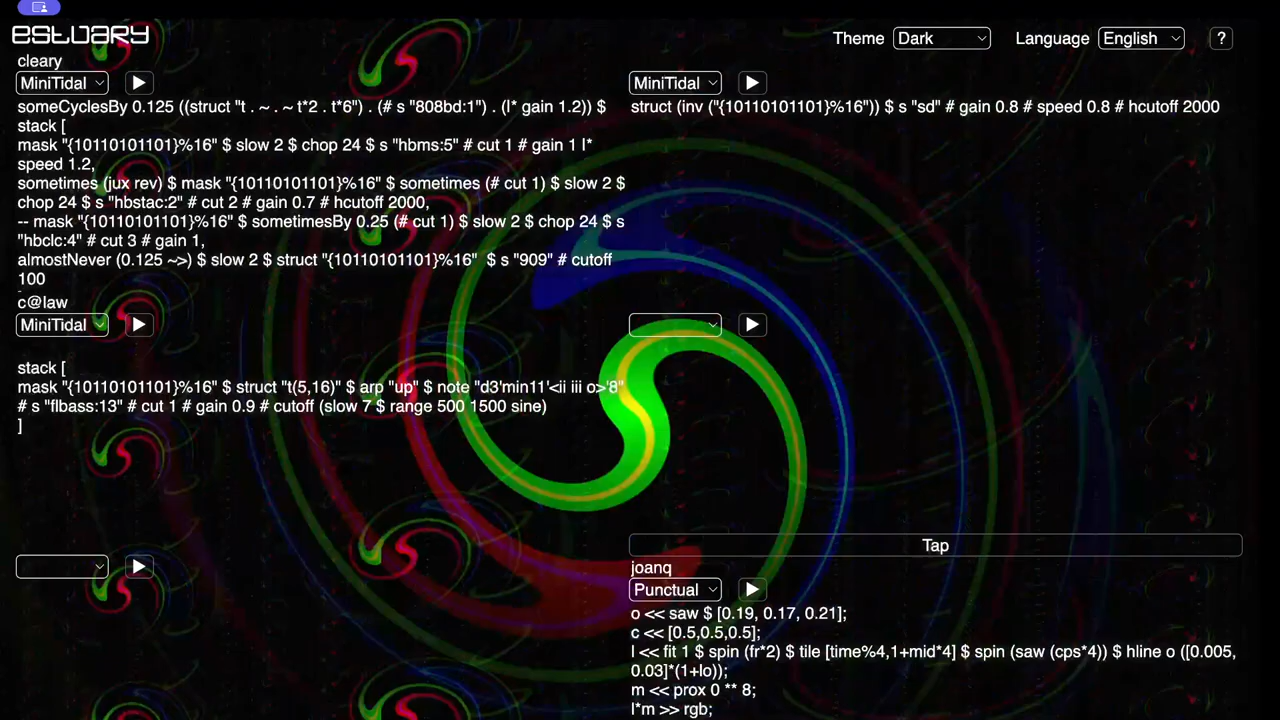 estuary
Theme Dark Language English ?
cleary
MiniTidal
someCyclesBy 0.125 ((struct "t . ~ . ~ t*2 . t*6") . (# s "808bd:1") . (|* gain 1.2)) $
stack [
mask "{10110101101}%16" $ slow 2 $ chop 24 $ s "hbms:5" # cut 1 # gain 1 |*
speed 1.2,
sometimes (jux rev) $ mask "{10110101101}%16" $ sometimes (# cut 1) $ slow 2 $
chop 24 $ s "hbstac:2" # cut 2 # gain 0.7 # hcutoff 2000,
-- mask "{10110101101}%16" $ sometimesBy 0.25 (# cut 1) $ slow 2 $ chop 24 $ s
"hbclc:4" # cut 3 # gain 1,
almostNever (0.125 ~>) $ slow 2 $ struct "{10110101101}%16"  $ s "909" # cutoff
100
MiniTidal
struct (inv ("{10110101101}%16")) $ s "sd" # gain 0.8 # speed 0.8 # hcutoff 2000
c@law
MiniTidal
stack [
mask "{10110101101}%16" $ struct "t(5,16)" $ arp "up" $ note "d3'min11'<ii iii o>'8"
# s "flbass:13" # cut 1 # gain 0.9 # cutoff (slow 7 $ range 500 1500 sine)
]
Tap
joanq
Punctual
o << saw $ [0.19, 0.17, 0.21];
c << [0.5,0.5,0.5];
l << fit 1 $ spin (fr*2) $ tile [time%4,1+mid*4] $ spin (saw (cps*4)) $ hline o ([0.005,
0.03]*(1+lo));
m << prox 0 ** 8;
l*m >> rgb;